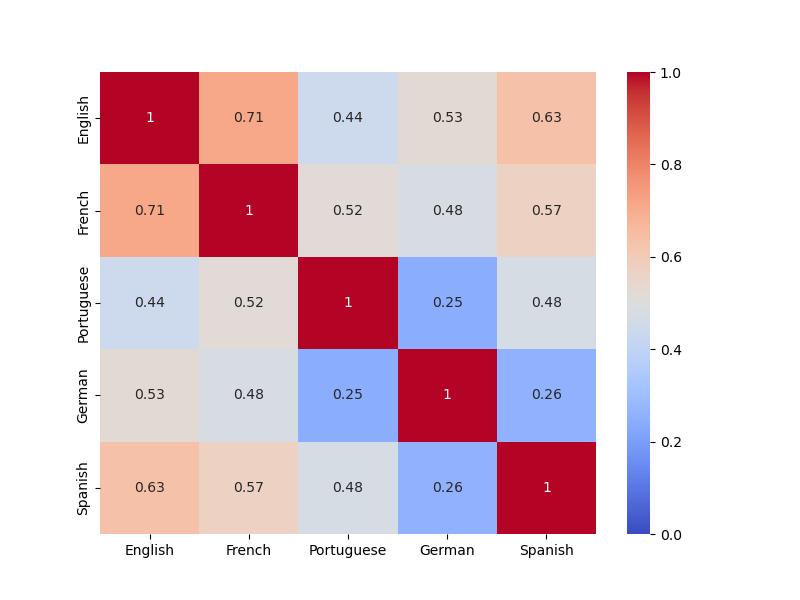 English 1 0.71 0.44 0.53 0.63
French 0.71 1 0.52 0.48 0.57
Portuguese 0.44 0.52 1 0.25 0.48
German 0.53 0.48 0.25 1 0.26
Spanish 0.63 0.57 0.48 0.26 1
English French Portuguese German Spanish
1.0
0.8
0.6
0.4
0.2
0.0